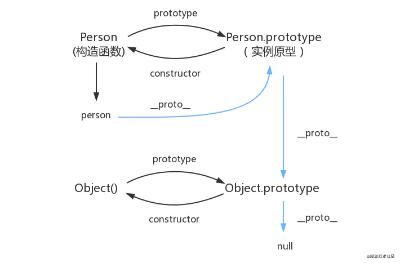 prototype
Person
(构造函数)
Person.prototype
(实例原型)
constructor
person
__proto__
__proto__
prototype
Object()
Object.prototype
constructor
__proto__
null